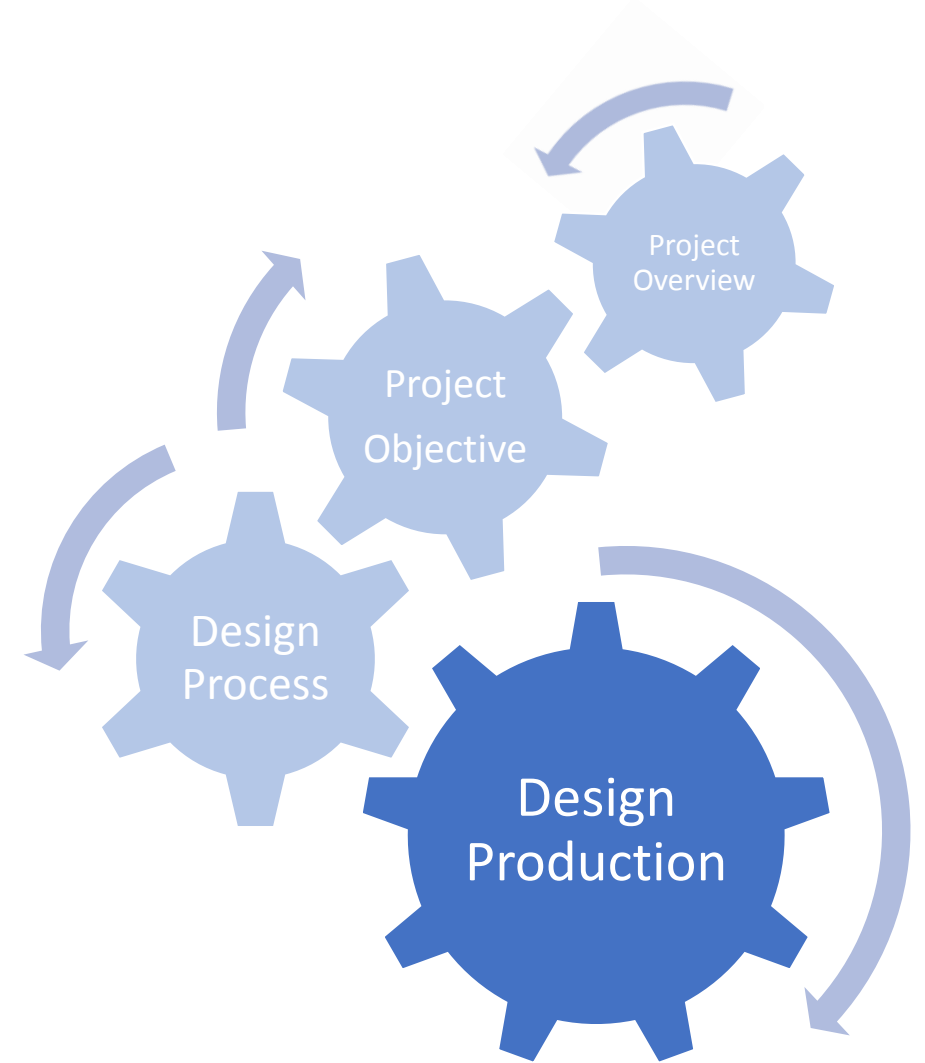 Project
Overview
Project
Objective
Design
Process
Design
Production